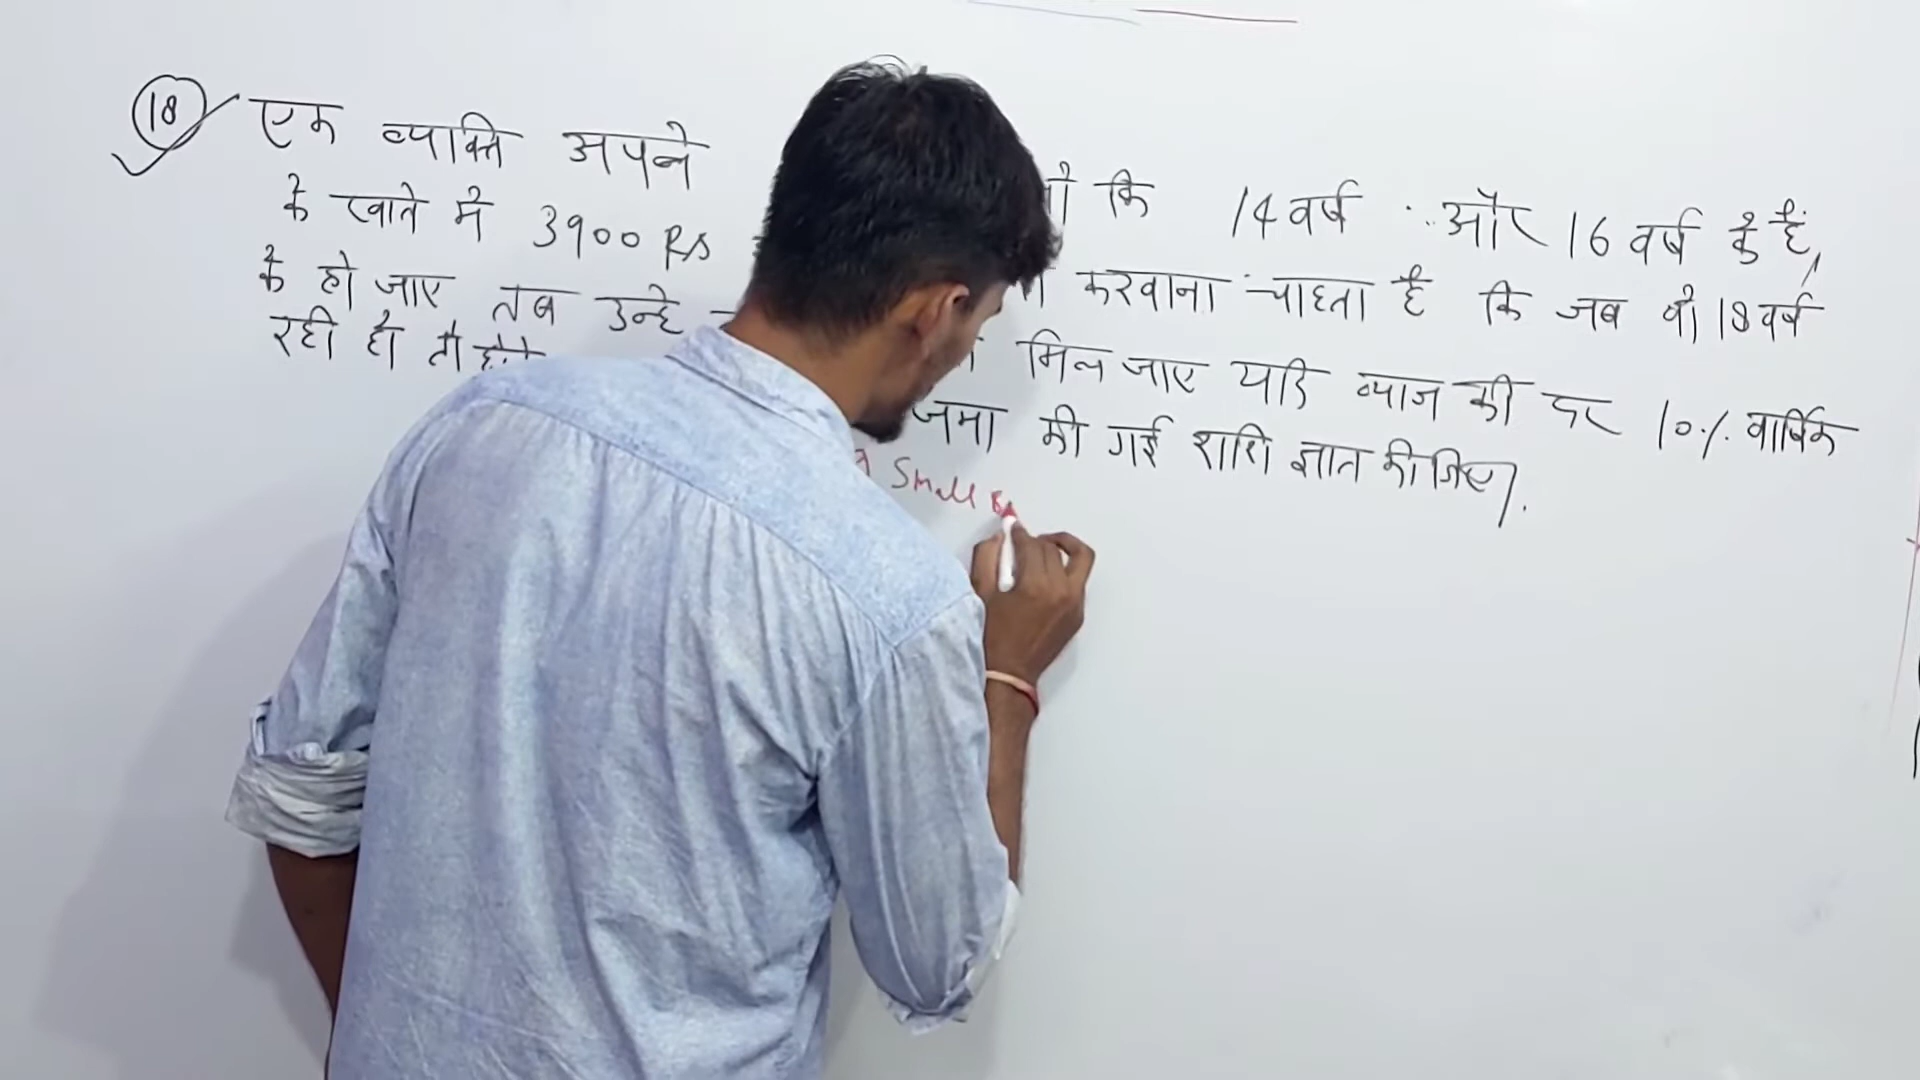 18 एक व्यक्ति अपने कि 14 वर्ष और 16 वर्ष के है,
के खाते में 3900 Rs करवाना चाहता है कि जब वो 18 वर्ष
के हो जाए तब उन्हे मिल जाए यदि ब्याज की दर 10% वार्षिक
रही हो तो जमा की गई राशि ज्ञात कीजिए।
Small